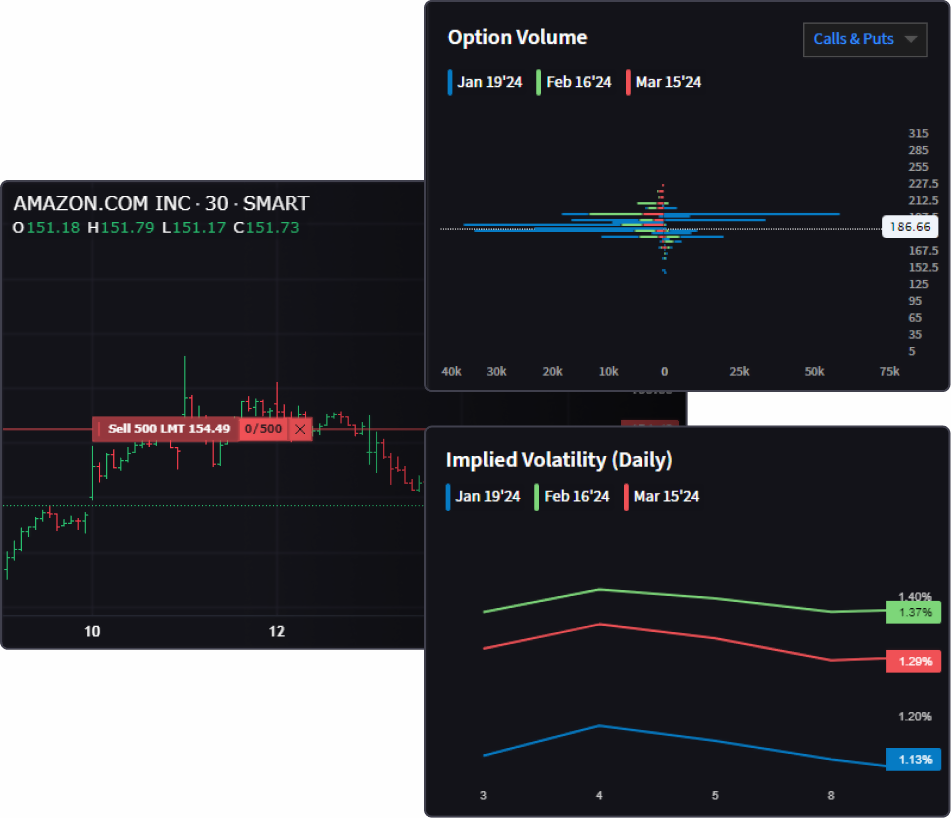 Option Volume
Calls & Puts
Jan 19'24 Feb 16'24 Mar 15'24
315
285
255
227.5
212.5
186.66
167.5
152.5
125
95
65
35
5
40k 30k 20k 10k 0 25k 50k 75k
AMAZON.COM INC · 30 · SMART
O151.18 H151.79 L151.17 C151.73
Sell 500 LMT 154.49 0/500
10 12
Implied Volatility (Daily)
Jan 19'24 Feb 16'24 Mar 15'24
1.40%
1.37%
1.29%
1.20%
1.13%
3 4 5 8